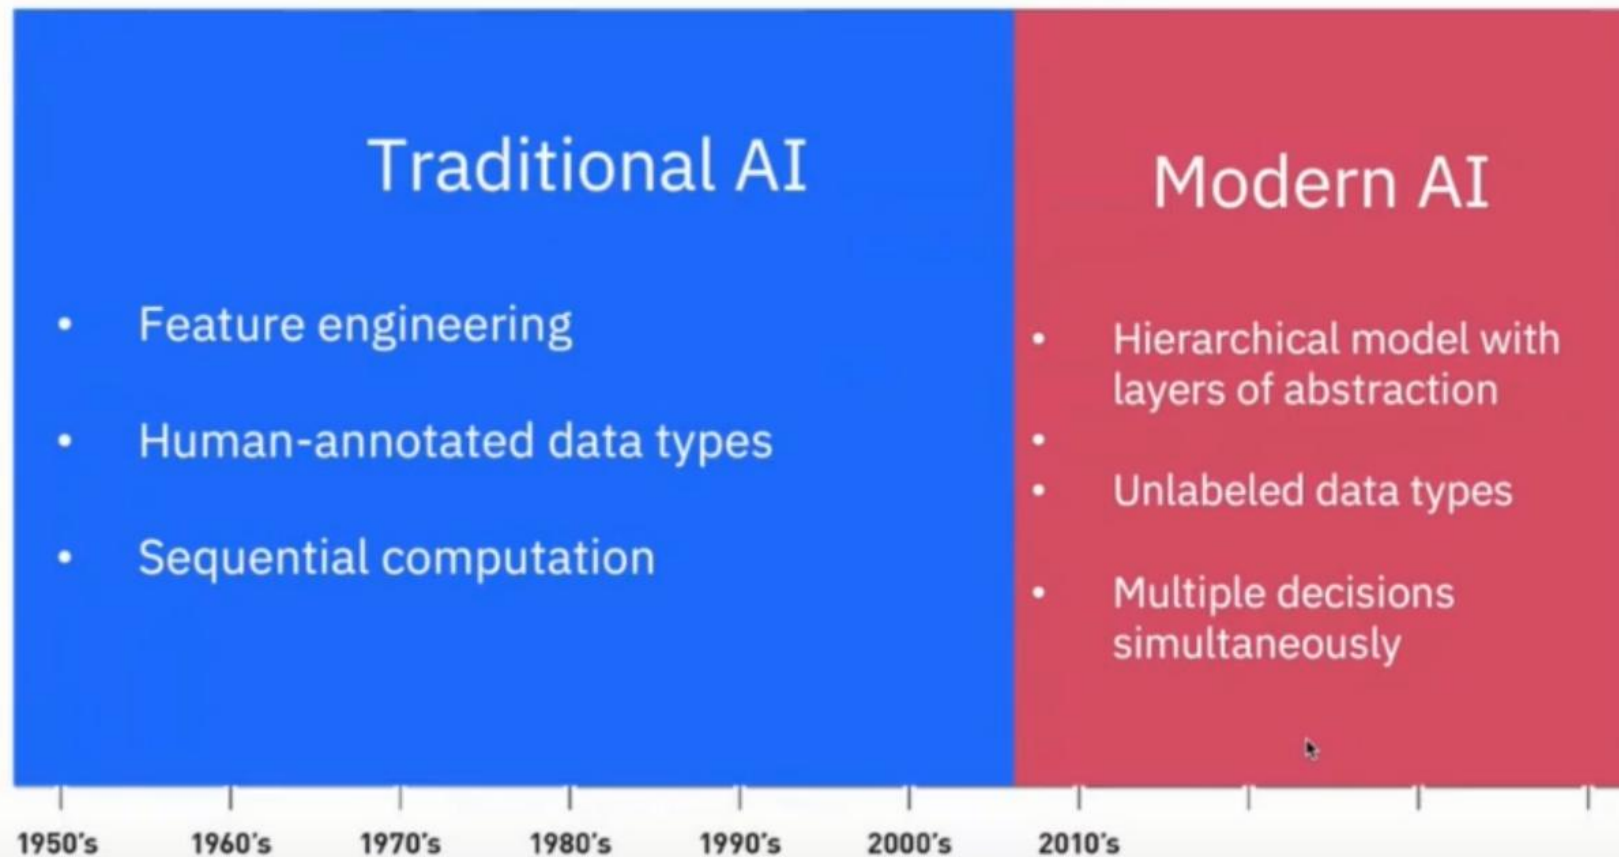 Traditional AI
• Feature engineering
• Human-annotated data types
• Sequential computation
Modern AI
• Hierarchical model with
layers of abstraction
•
• Unlabeled data types
• Multiple decisions
simultaneously
1950's 1960's 1970's 1980's 1990's 2000's 2010's